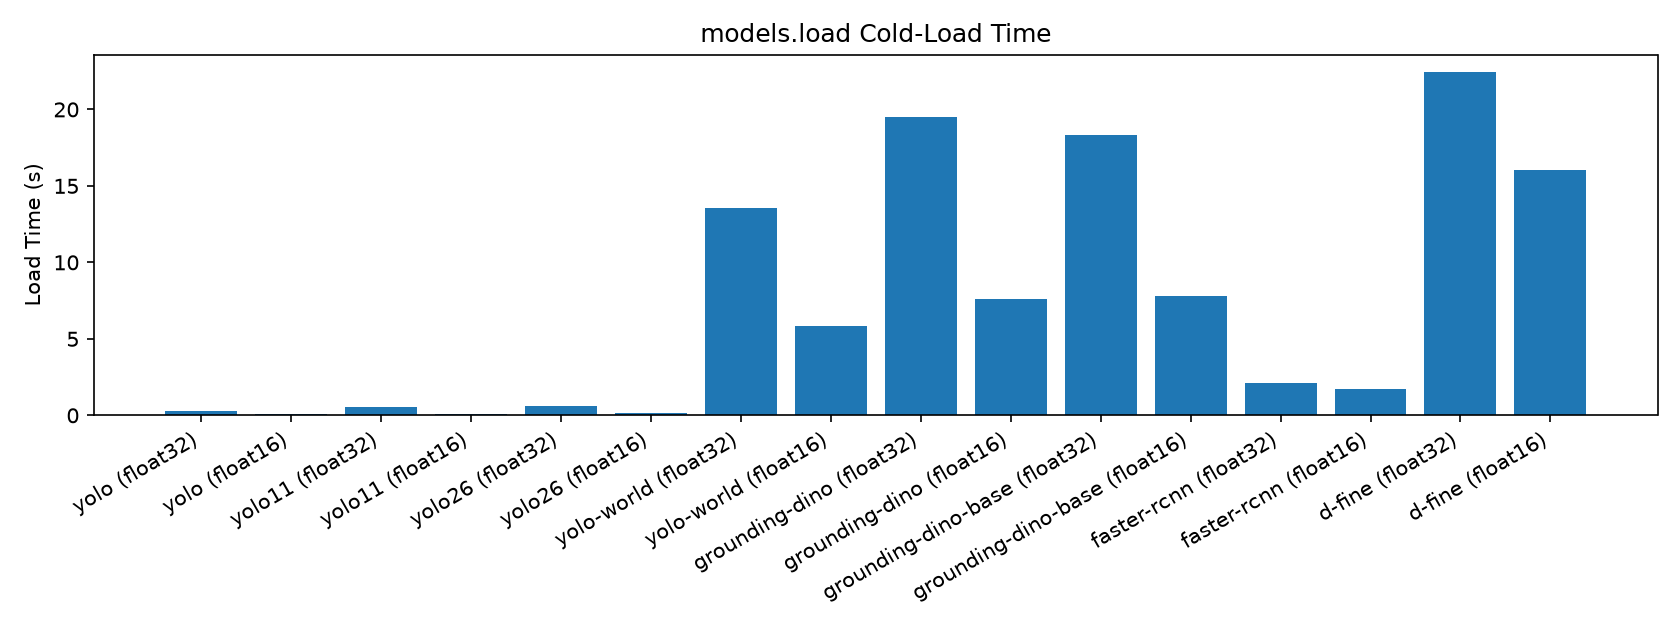 models.load Cold-Load Time
Load Time (s)
20
15
10
5
0
yolo (float32)
yolo (float16)
yolo11 (float32)
yolo11 (float16)
yolo26 (float32)
yolo26 (float16)
yolo-world (float32)
yolo-world (float16)
grounding-dino (float32)
grounding-dino (float16)
grounding-dino-base (float32)
grounding-dino-base (float16)
faster-rcnn (float32)
faster-rcnn (float16)
d-fine (float32)
d-fine (float16)